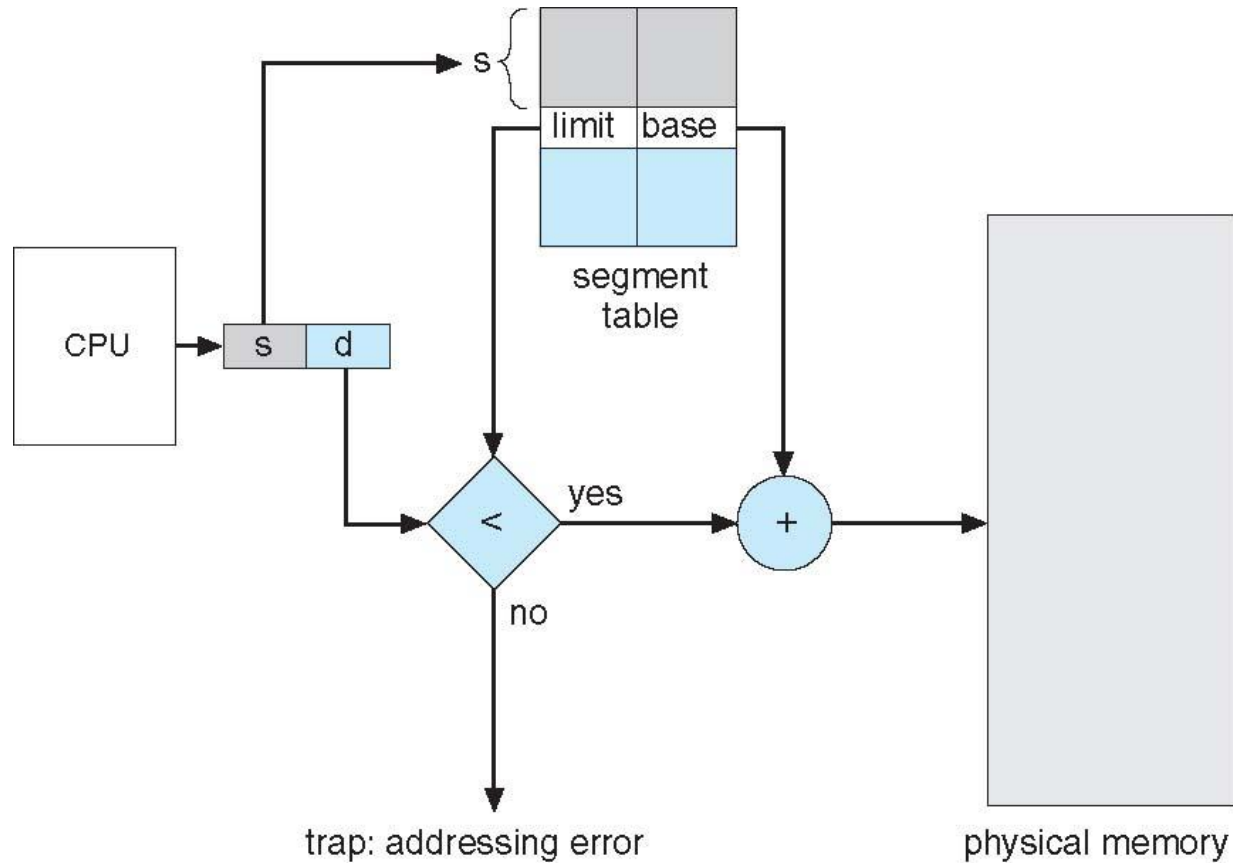 s
limit base
segment
table
CPU
s d
<
yes
+
no
trap: addressing error
physical memory